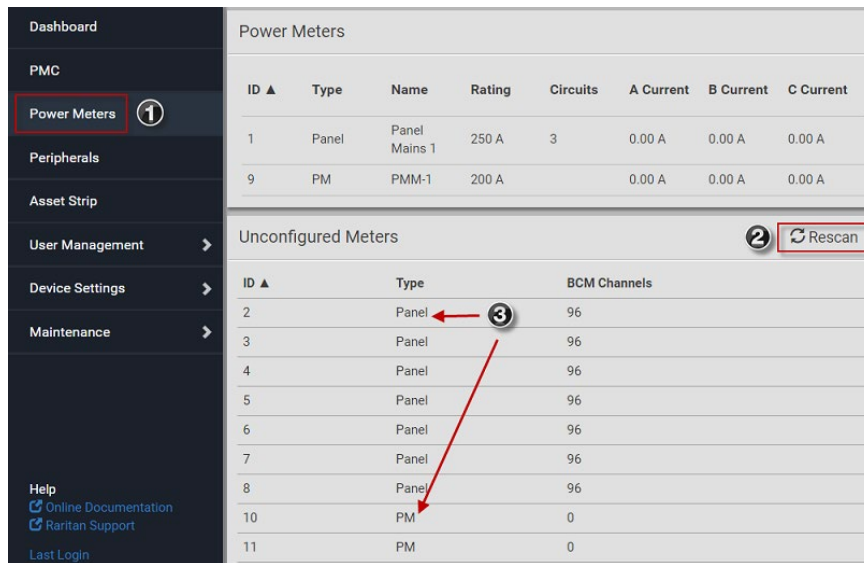 Dashboard
PMC
Power Meters 1
Peripherals
Asset Strip
User Management
Device Settings
Maintenance
Help
Online Documentation
Raritan Support
Last Login
Power Meters
ID ▲ Type Name Rating Circuits A Current B Current C Current
1 Panel Panel Mains 1 250 A 3 0.00 A 0.00 A 0.00 A
9 PM PMM-1 200 A 0.00 A 0.00 A 0.00 A
Unconfigured Meters 2 Rescan
ID ▲ Type BCM Channels
2 Panel 3 96
3 Panel 96
4 Panel 96
5 Panel 96
6 Panel 96
7 Panel 96
8 Panel 96
10 PM 0
11 PM 0